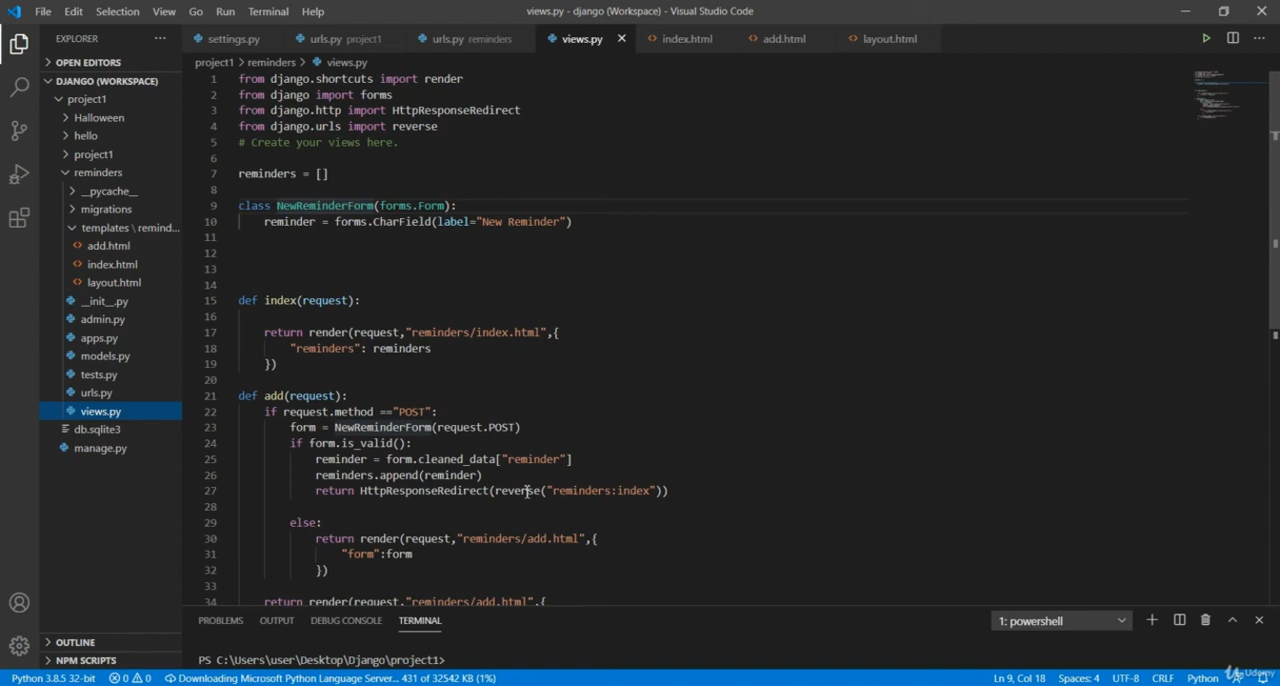 File Edit Selection View Go Run Terminal Help views.py - django (Workspace) - Visual Studio Code
EXPLORER ... settings.py urls.py project1 urls.py reminders views.py index.html add.html layout.html
OPEN EDITORS project1 > reminders > views.py
DJANGO (WORKSPACE)
project1
Halloween
hello
project1
reminders
__pycache__
migrations
templates \ remind...
add.html
index.html
layout.html
__init__.py
admin.py
apps.py
models.py
tests.py
urls.py
views.py
db.sqlite3
manage.py
OUTLINE
NPM SCRIPTS
1 from django.shortcuts import render
2 from django import forms
3 from django.http import HttpResponseRedirect
4 from django.urls import reverse
5 # Create your views here.
6
7 reminders = []
8
9 class NewReminderForm(forms.Form):
10 reminder = forms.CharField(label="New Reminder")
11
12
13
14
15 def index(request):
16
17 return render(request,"reminders/index.html",{
18 "reminders": reminders
19 })
20
21 def add(request):
22 if request.method =="POST":
23 form = NewReminderForm(request.POST)
24 if form.is_valid():
25 reminder = form.cleaned_data["reminder"]
26 reminders.append(reminder)
27 return HttpResponseRedirect(reverse("reminders:index"))
28
29 else:
30 return render(request,"reminders/add.html",{
31 "form":form
32 })
33
34 return render(request,"reminders/add.html",{
PROBLEMS OUTPUT DEBUG CONSOLE TERMINAL 1: powershell
PS C:\Users\user\Desktop\Django\project1>
Python 3.8.5 32-bit 0 0 Downloading Microsoft Python Language Server... 431 of 32542 KB (1%) Ln 9, Col 18 Spaces: 4 UTF-8 CRLF Python
Udemy